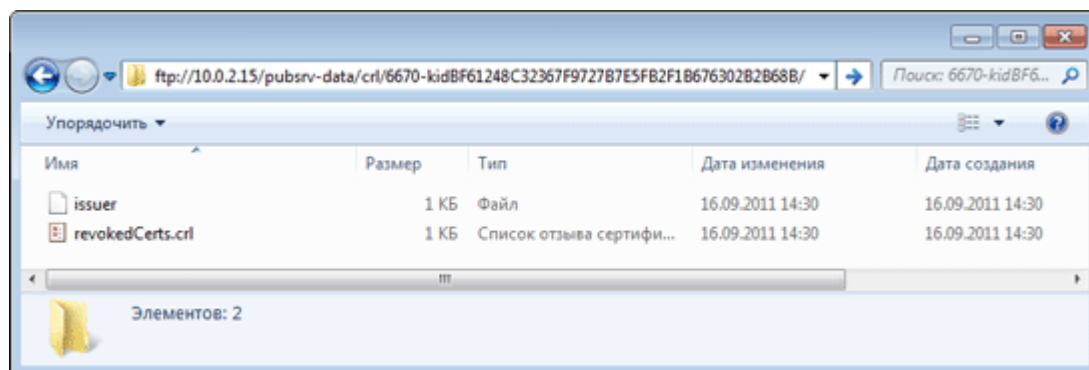 ftp://10.0.2.15/pubsrv-data/crl/6670-kidBF61248C32367F9727B7E5FB2F1B676302B2B68B/ Поиск: 6670-kidBF6...
Упорядочить
Имя Размер Тип Дата изменения Дата создания
issuer 1 КБ Файл 16.09.2011 14:30 16.09.2011 14:30
revokedCerts.crl 1 КБ Список отзыва сертифи... 16.09.2011 14:30 16.09.2011 14:30
Элементов: 2